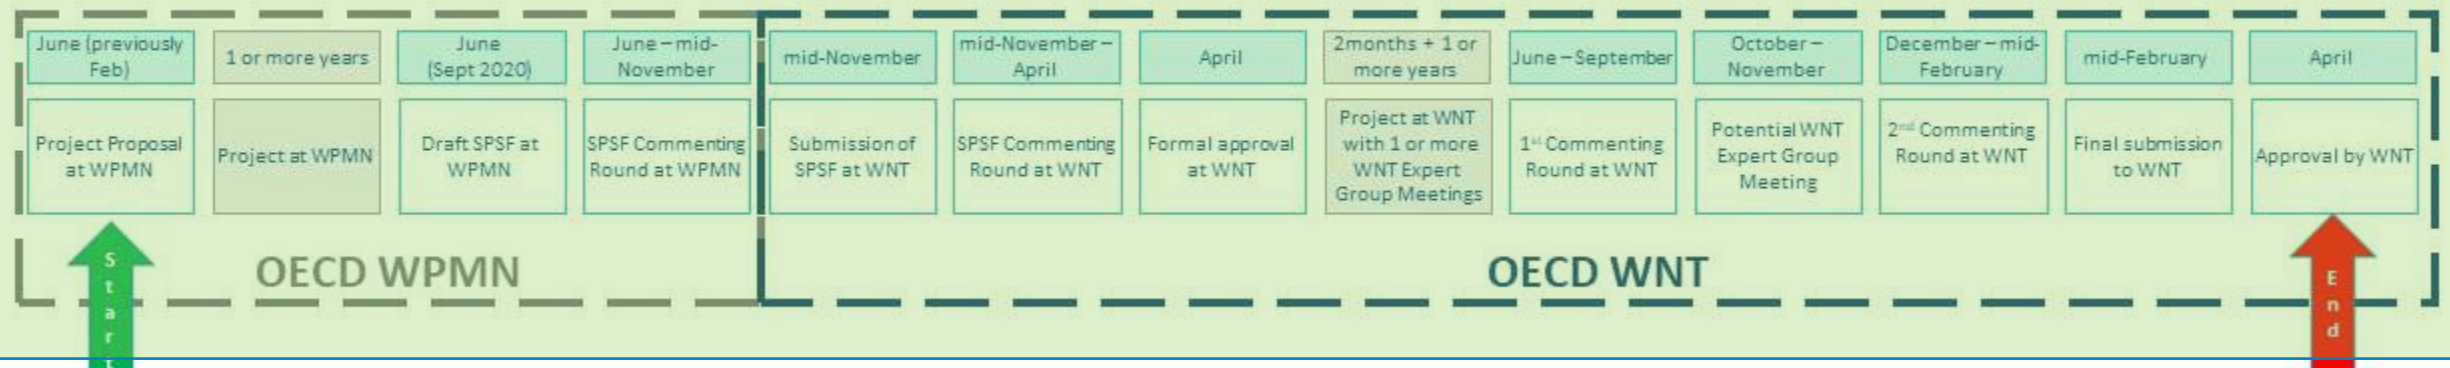 June (previously
Feb)
1 or more years
June
(Sept 2020)
June – mid-
November
mid-November
mid-November –
April
April
2months + 1 or
more years
June – September
October –
November
December – mid-
February
mid-February
April
Project Proposal
at WPMN
Project at WPMN
Draft SPSF at
WPMN
SPSF Commenting
Round at WPMN
Submission of
SPSF at WNT
SPSF Commenting
Round at WNT
Formal approval
at WNT
Project at WNT
with 1 or more
WNT Expert
Group Meetings
1st Commenting
Round at WNT
Potential WNT
Expert Group
Meeting
2nd Commenting
Round at WNT
Final submission
to WNT
Approval by WNT
Start
OECD WPMN
OECD WNT
End